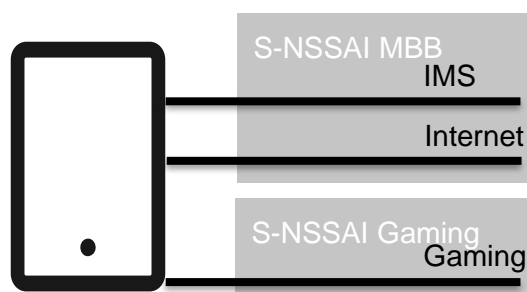 S-NSSAI MBB
IMS
Internet
S-NSSAI Gaming
Gaming